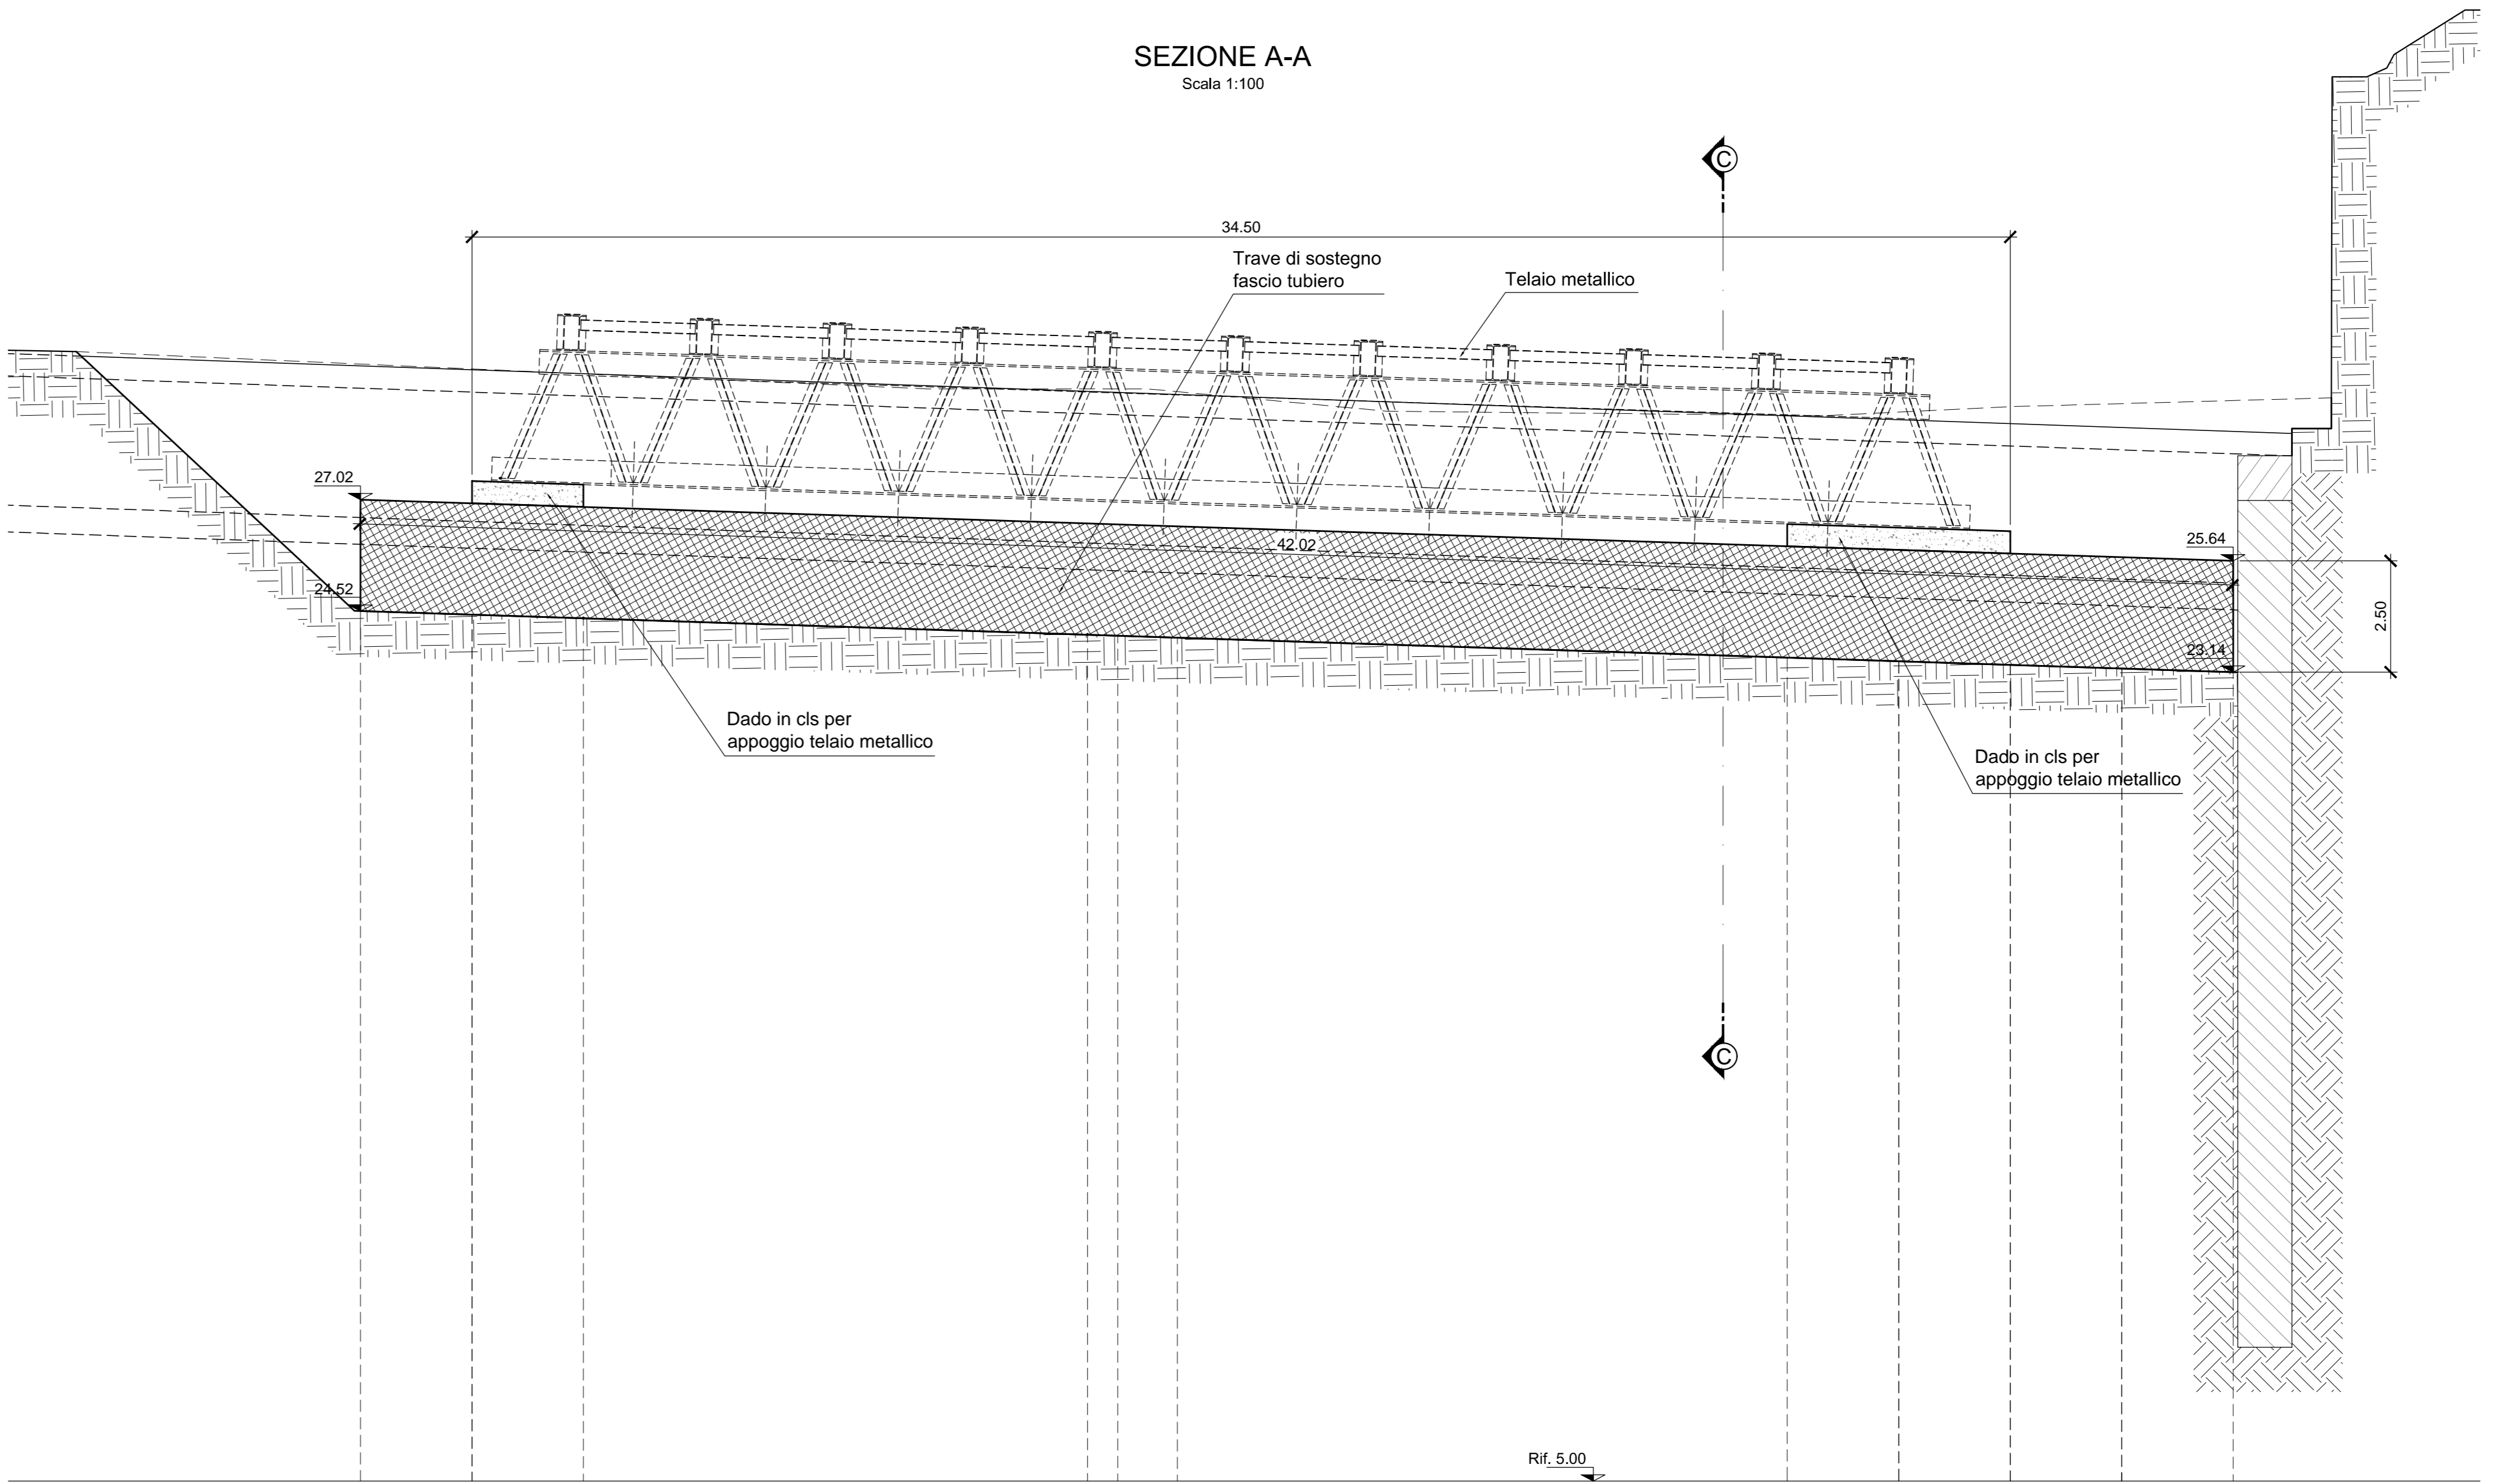 SEZIONE A-A
Scala 1:100
C
34.50
Trave di sostegno
fascio tubiero
Telaio metallico
27.02
42.02
25.64
24.52
2.50
23.14
Dado in cls per
appoggio telaio metallico
Dado in cls per
appoggio telaio metallico
C
Rif. 5.00